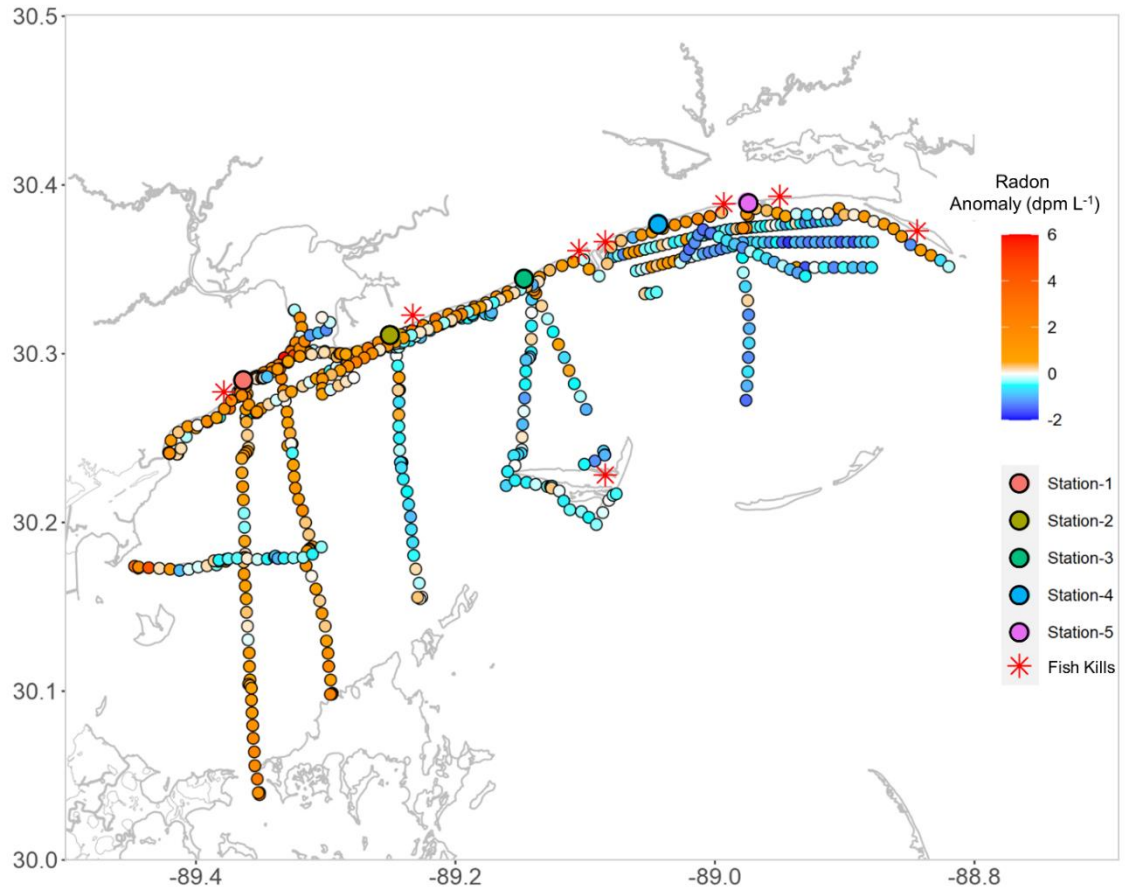 30.5
30.4
30.3
30.2
30.1
30.0
-89.4
-89.2
-89.0
-88.8
Radon
Anomaly (dpm L⁻¹)
6
4
2
0
-2
Station-1
Station-2
Station-3
Station-4
Station-5
Fish Kills